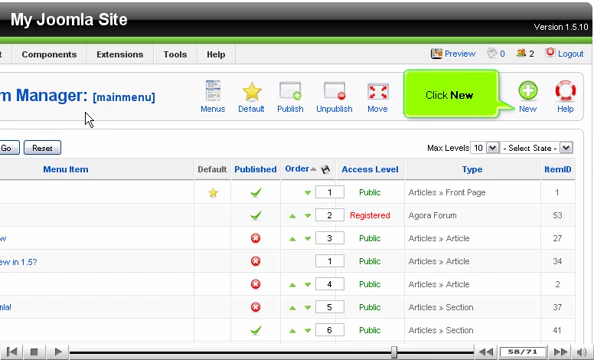 My Joomla Site
Version 1.5.10
Components Extensions Tools Help Preview 0 2 Logout
Manager: [mainmenu]
Menus Default Publish Unpublish Move Click New New Help
Go Reset Max Levels 10 - Select State -
Menu Item Default Published Order Access Level Type ItemID
1 Public Articles » Front Page 1
2 Registered Agora Forum 53
3 Public Articles » Article 27
ew in 1.5? 1 Public Articles » Article 34
4 Public Articles » Article 2
5 Public Articles » Section 37
6 Public Articles » Section 41
58/71